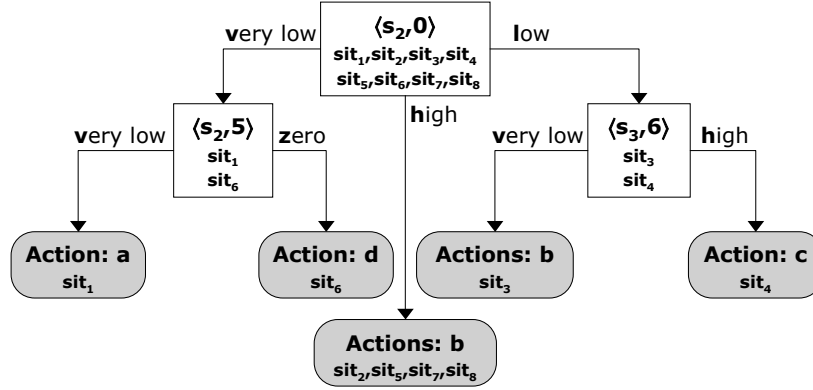 ⟨s₂,0⟩
sit₁,sit₂,sit₃,sit₄
sit₅,sit₆,sit₇,sit₈
very low
low
high
⟨s₂,5⟩
sit₁
sit₆
⟨s₃,6⟩
sit₃
sit₄
very low
zero
very low
high
Action: a
sit₁
Action: d
sit₆
Actions: b
sit₃
Action: c
sit₄
Actions: b
sit₂,sit₅,sit₇,sit₈